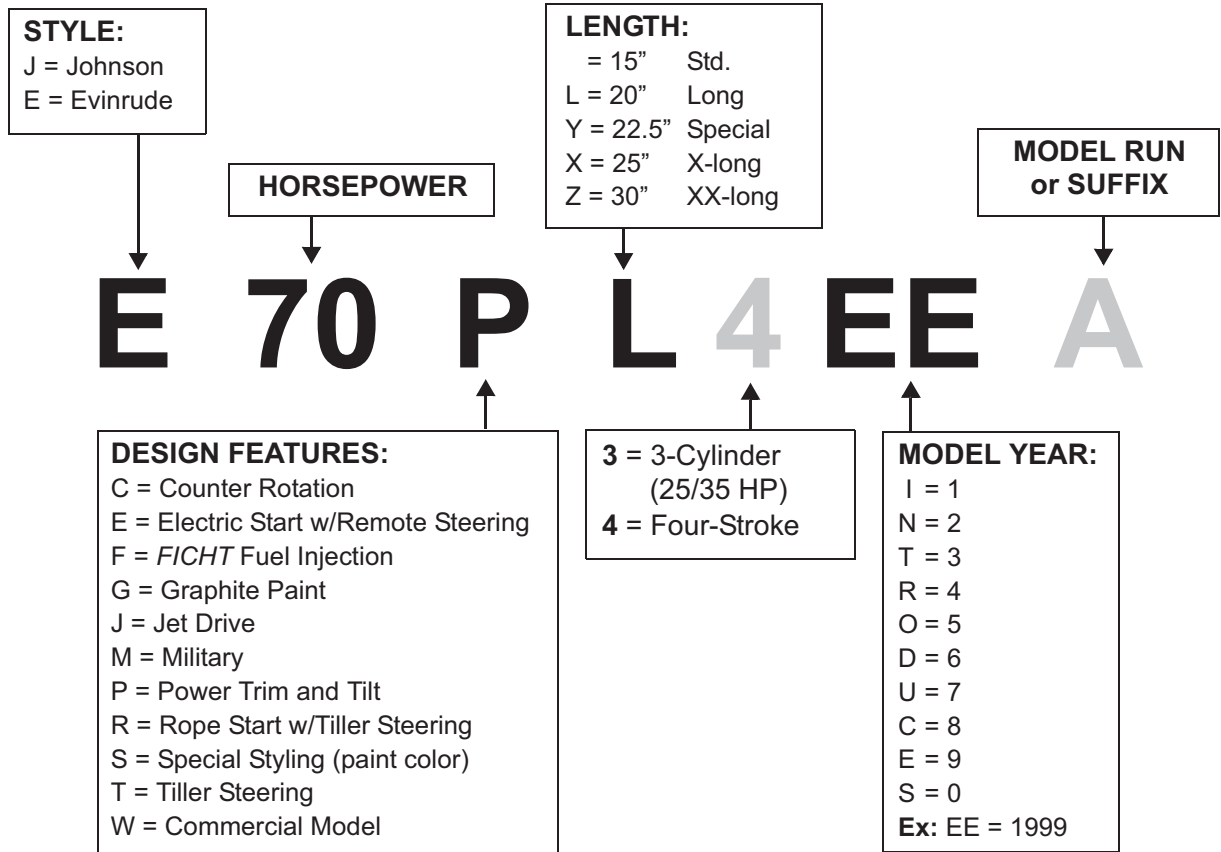 STYLE:
J = Johnson
E = Evinrude
HORSEPOWER
LENGTH:
= 15” Std.
L = 20” Long
Y = 22.5” Special
X = 25” X-long
Z = 30” XX-long
MODEL RUN
or SUFFIX
E 70 P L 4 EE A
DESIGN FEATURES:
C = Counter Rotation
E = Electric Start w/Remote Steering
F = FICHT Fuel Injection
G = Graphite Paint
J = Jet Drive
M = Military
P = Power Trim and Tilt
R = Rope Start w/Tiller Steering
S = Special Styling (paint color)
T = Tiller Steering
W = Commercial Model
3 = 3-Cylinder
(25/35 HP)
4 = Four-Stroke
MODEL YEAR:
I = 1
N = 2
T = 3
R = 4
O = 5
D = 6
U = 7
C = 8
E = 9
S = 0
Ex: EE = 1999